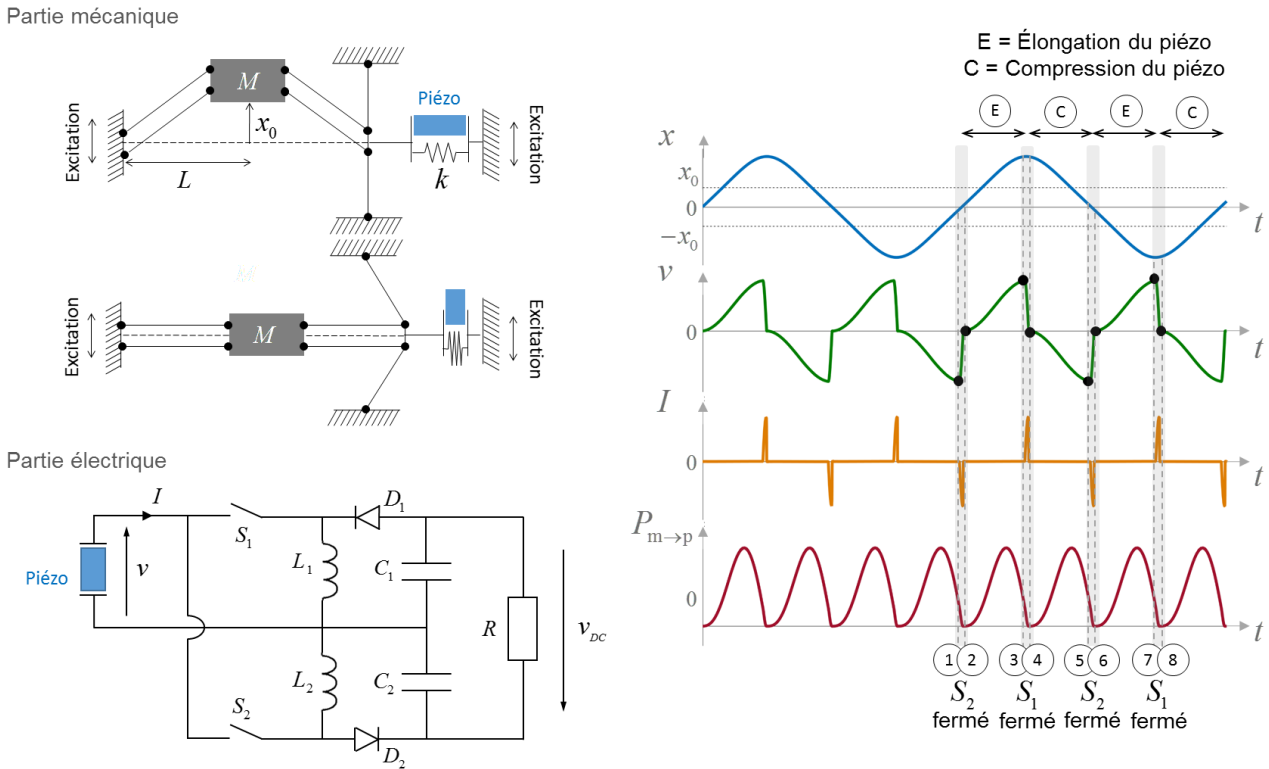 Partie mécanique
M
x₀
L
Excitation
Piézo
k
Excitation
Excitation
M
Excitation
Partie électrique
I
S₁
D₁
Piézo
v
L₁
C₁
R
v_DC
L₂
C₂
S₂
D₂
E = Élongation du piézo
C = Compression du piézo
E C E C
x
x₀
0
−x₀
t
v
0
t
I
0
t
P_m→p
0
t
1 2 3 4 5 6 7 8
S₂ S₁ S₂ S₁
fermé fermé fermé fermé